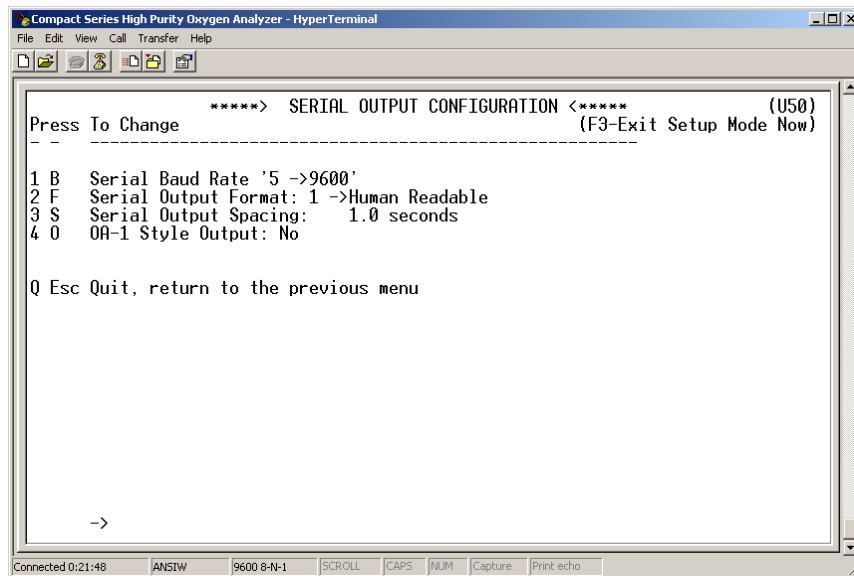 Compact Series High Purity Oxygen Analyzer - HyperTerminal
File Edit View Call Transfer Help
*****> SERIAL OUTPUT CONFIGURATION <***** (U50)
Press To Change (F3-Exit Setup Mode Now)
- - -------------------------------------------------------
1 B Serial Baud Rate '5 ->9600'
2 F Serial Output Format: 1 ->Human Readable
3 S Serial Output Spacing: 1.0 seconds
4 O OA-1 Style Output: No
Q Esc Quit, return to the previous menu
->
Connected 0:21:48 ANSIW 9600 8-N-1 SCROLL CAPS NUM Capture Print echo